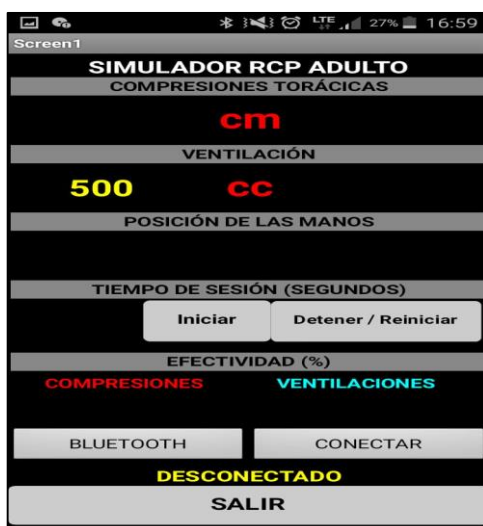 LTE 27% 16:59
Screen1
SIMULADOR RCP ADULTO
COMPRESIONES TORÁCICAS
cm
VENTILACIÓN
500 cc
POSICIÓN DE LAS MANOS
TIEMPO DE SESIÓN (SEGUNDOS)
Iniciar Detener / Reiniciar
EFECTIVIDAD (%)
COMPRESIONES VENTILACIONES
BLUETOOTH CONECTAR
DESCONECTADO
SALIR